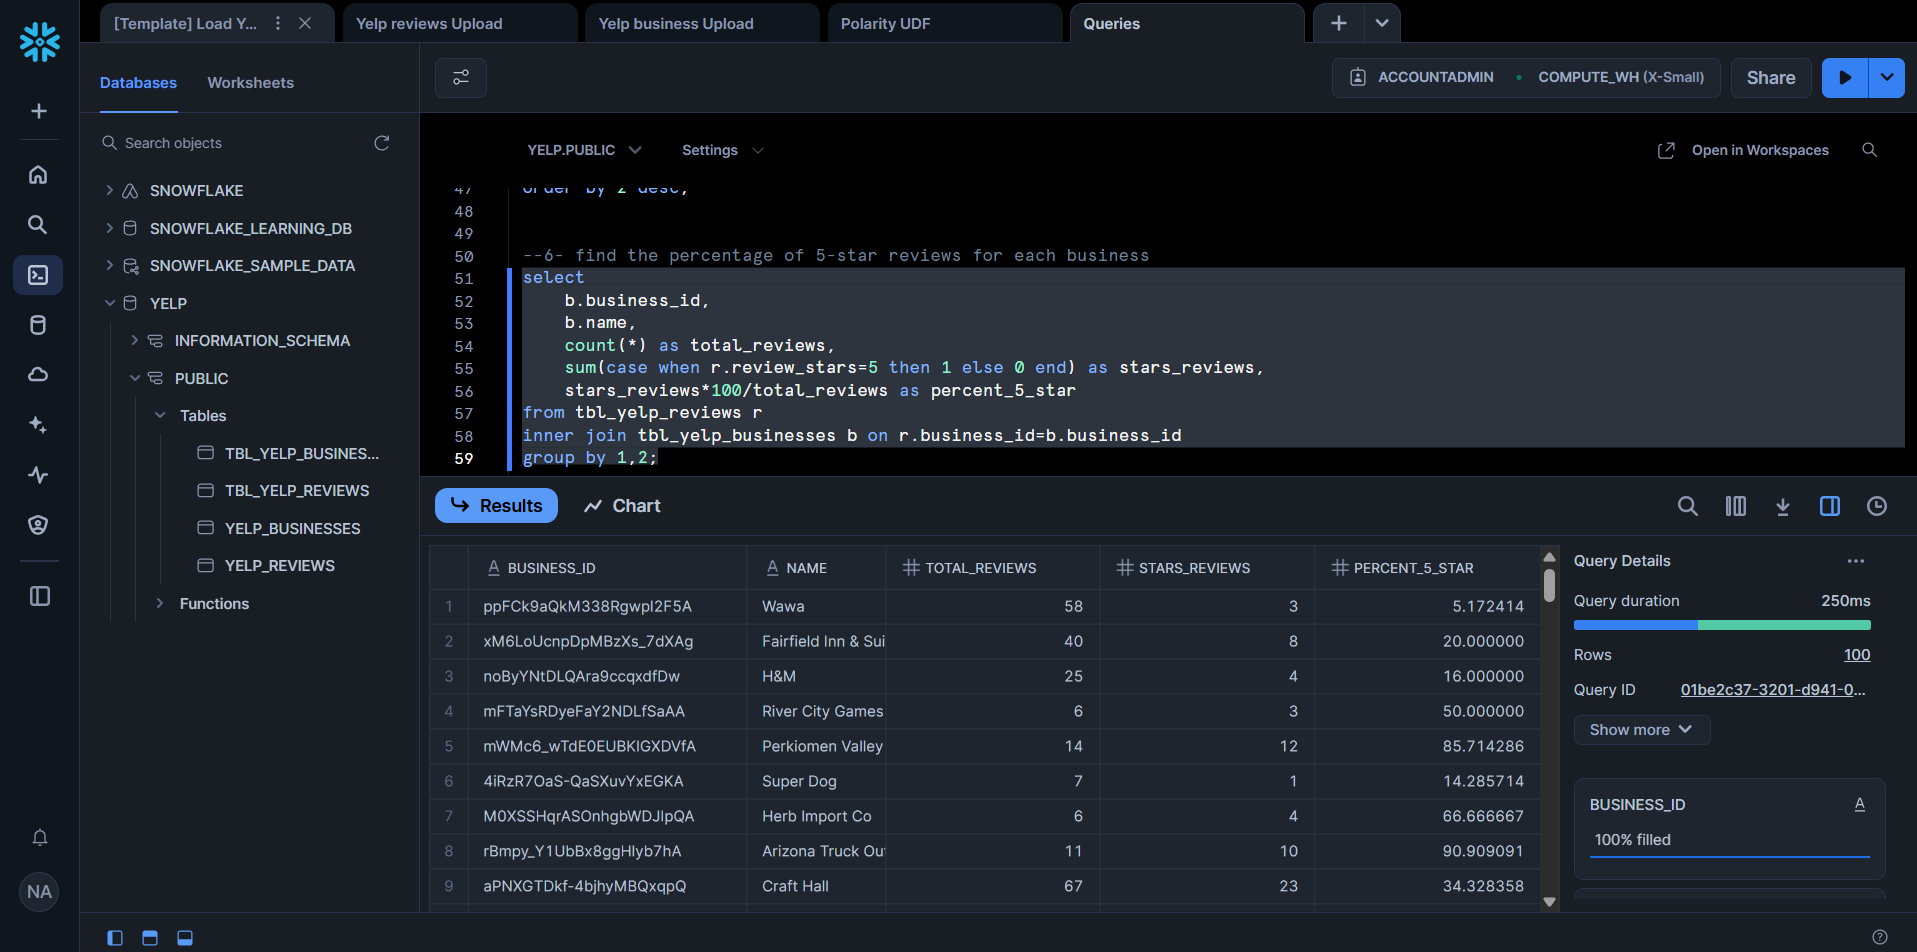 [Template] Load Y...
Yelp reviews Upload
Yelp business Upload
Polarity UDF
Queries
Databases
Worksheets
ACCOUNTADMIN
COMPUTE_WH (X-Small)
Share
Search objects
SNOWFLAKE
SNOWFLAKE_LEARNING_DB
SNOWFLAKE_SAMPLE_DATA
YELP
INFORMATION_SCHEMA
PUBLIC
Tables
TBL_YELP_BUSINES...
TBL_YELP_REVIEWS
YELP_BUSINESSES
YELP_REVIEWS
Functions
NA
YELP.PUBLIC
Settings
Open in Workspaces
47 order by 2 desc;
48
49
50 --6- find the percentage of 5-star reviews for each business
51 select
52 b.business_id,
53 b.name,
54 count(*) as total_reviews,
55 sum(case when r.review_stars=5 then 1 else 0 end) as stars_reviews,
56 stars_reviews*100/total_reviews as percent_5_star
57 from tbl_yelp_reviews r
58 inner join tbl_yelp_businesses b on r.business_id=b.business_id
59 group by 1,2;
Results
Chart
BUSINESS_ID NAME TOTAL_REVIEWS STARS_REVIEWS PERCENT_5_STAR
1 ppFCk9aQkM338RgwpI2F5A Wawa 58 3 5.172414
2 xM6LoUcnpDpMBzXs_7dXAg Fairfield Inn & Sui 40 8 20.000000
3 noByYNtDLQAra9ccqxdfDw H&M 25 4 16.000000
4 mFTaYsRDyeFaY2NDLfSaAA River City Games 6 3 50.000000
5 mWMc6_wTdE0EUBKIGXDVfA Perkiomen Valley 14 12 85.714286
6 4iRzR7OaS-QaSXuvYxEGKA Super Dog 7 1 14.285714
7 M0XSSHqrASOnhgbWDJIpQA Herb Import Co 6 4 66.666667
8 rBmpy_Y1UbBx8ggHlyb7hA Arizona Truck Ou 11 10 90.909091
9 aPNXGTDkf-4bjhyMBQxqpQ Craft Hall 67 23 34.328358
Query Details
Query duration 250ms
Rows 100
Query ID 01be2c37-3201-d941-0...
Show more
BUSINESS_ID
100% filled